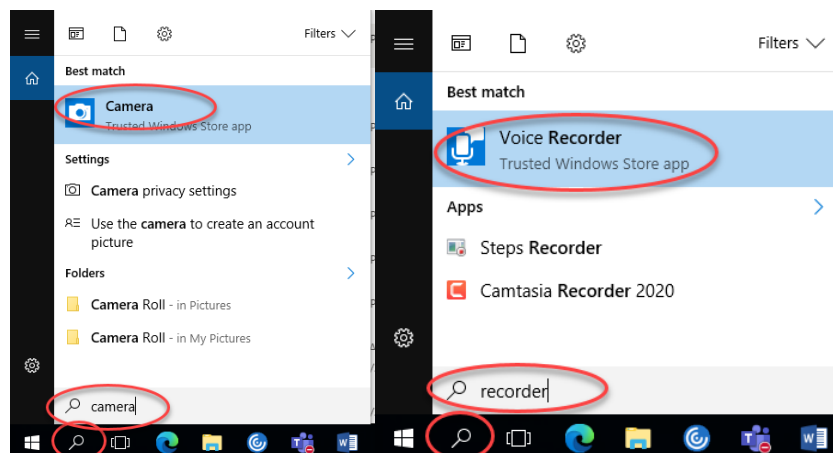 Filters
Best match
Camera
Trusted Windows Store app
Settings
Camera privacy settings
Use the camera to create an account
picture
Folders
Camera Roll - in Pictures
Camera Roll - in My Pictures
camera
Filters
Best match
Voice Recorder
Trusted Windows Store app
Apps
Steps Recorder
Camtasia Recorder 2020
recorder